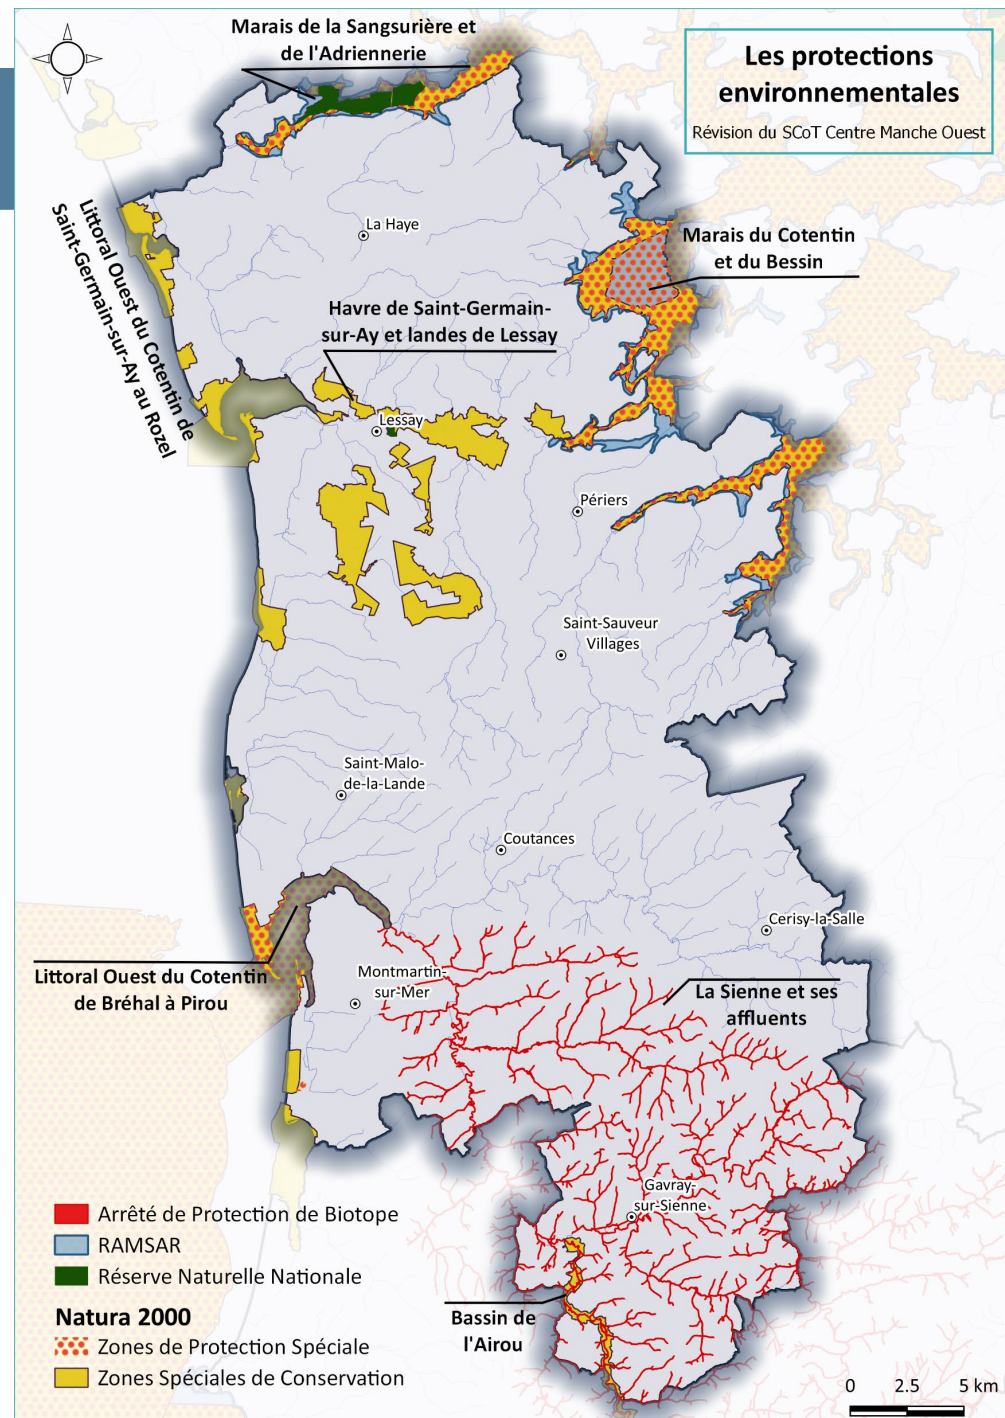 Les protections
environnementales
Révision du SCoT Centre Manche Ouest
Marais de la Sangsurière et
de l'Adriennerie
Littoral Ouest du Cotentin de
Saint-Germain-sur-Ay au Rozel
La Haye
Marais du Cotentin
et du Bessin
Havre de Saint-Germain-
sur-Ay et landes de Lessay
Lessay
Périers
Saint-Sauveur
Villages
Saint-Malo-
de-la-Lande
Coutances
Cerisy-la-Salle
Littoral Ouest du Cotentin
de Bréhal à Pirou
Montmartin-
sur-Mer
La Sienne et ses
affluents
Gavray-
sur-Sienne
Bassin de
l'Airou
Arrêté de Protection de Biotope
RAMSAR
Réserve Naturelle Nationale
Natura 2000
Zones de Protection Spéciale
Zones Spéciales de Conservation
0 2.5 5 km